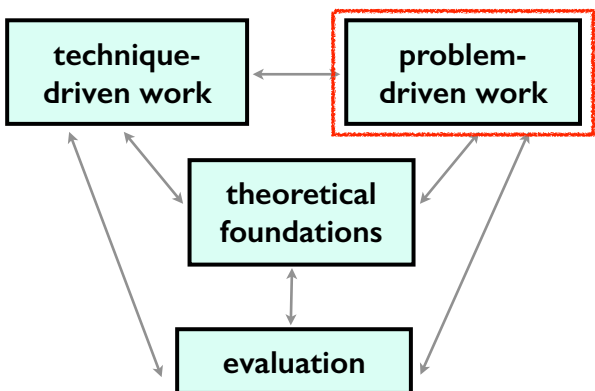 technique-
driven work
problem-
driven work
theoretical
foundations
evaluation